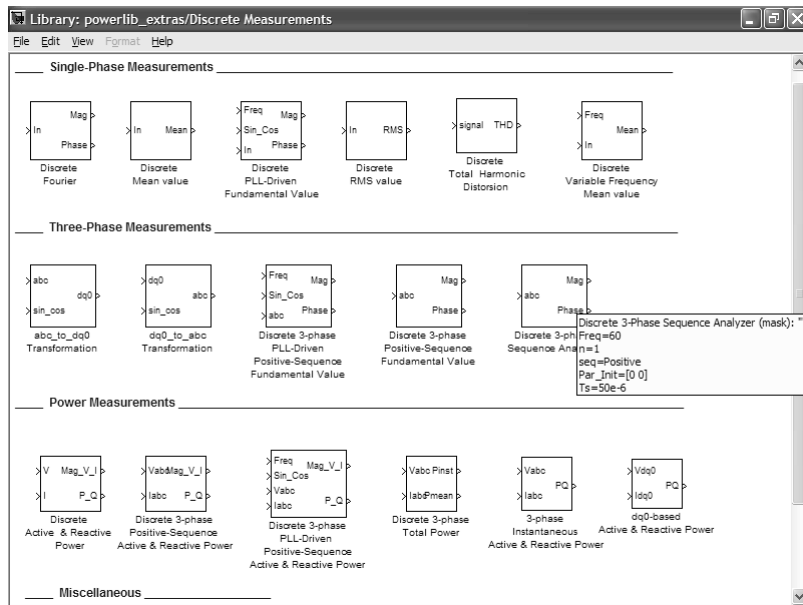 Library: powerlib_extras/Discrete Measurements
File Edit View Format Help
Single-Phase Measurements
In Mag Phase
Discrete
Fourier
In Mean
Discrete
Mean value
Freq Sin_Cos In Mag Phase
Discrete
PLL-Driven
Fundamental Value
In RMS
Discrete
RMS value
signal THD
Discrete
Total Harmonic
Distorsion
Freq In Mean
Discrete
Variable Frequency
Mean value
Three-Phase Measurements
abc sin_cos dq0
abc_to_dq0
Transformation
dq0 sin_cos abc
dq0_to_abc
Transformation
Freq Sin_Cos abc Mag Phase
Discrete 3-phase
PLL-Driven
Positive-Sequence
Fundamental Value
abc Mag Phase
Discrete 3-phase
Positive-Sequence
Fundamental Value
abc Mag Phase
Discrete 3-ph
Sequence Ana
Discrete 3-Phase Sequence Analyzer (mask): "
Freq=60
n=1
seq=Positive
Par_Init=[0 0]
Ts=50e-6
Power Measurements
V I Mag_V_I P_Q
Discrete
Active & Reactive
Power
Vabc Iabc Mag_V_I P_Q
Discrete 3-phase
Positive-Sequence
Active & Reactive Power
Freq Sin_Cos Vabc Iabc Mag_V_I P_Q
Discrete 3-phase
PLL-Driven
Positive-Sequence
Active & Reactive Power
Vabc Iabc Pinst Pmean
Discrete 3-phase
Total Power
Vabc Iabc PQ
3-phase
Instantaneous
Active & Reactive Power
Vdq0 Idq0 PQ
dq0-based
Active & Reactive Power
Miscellaneous